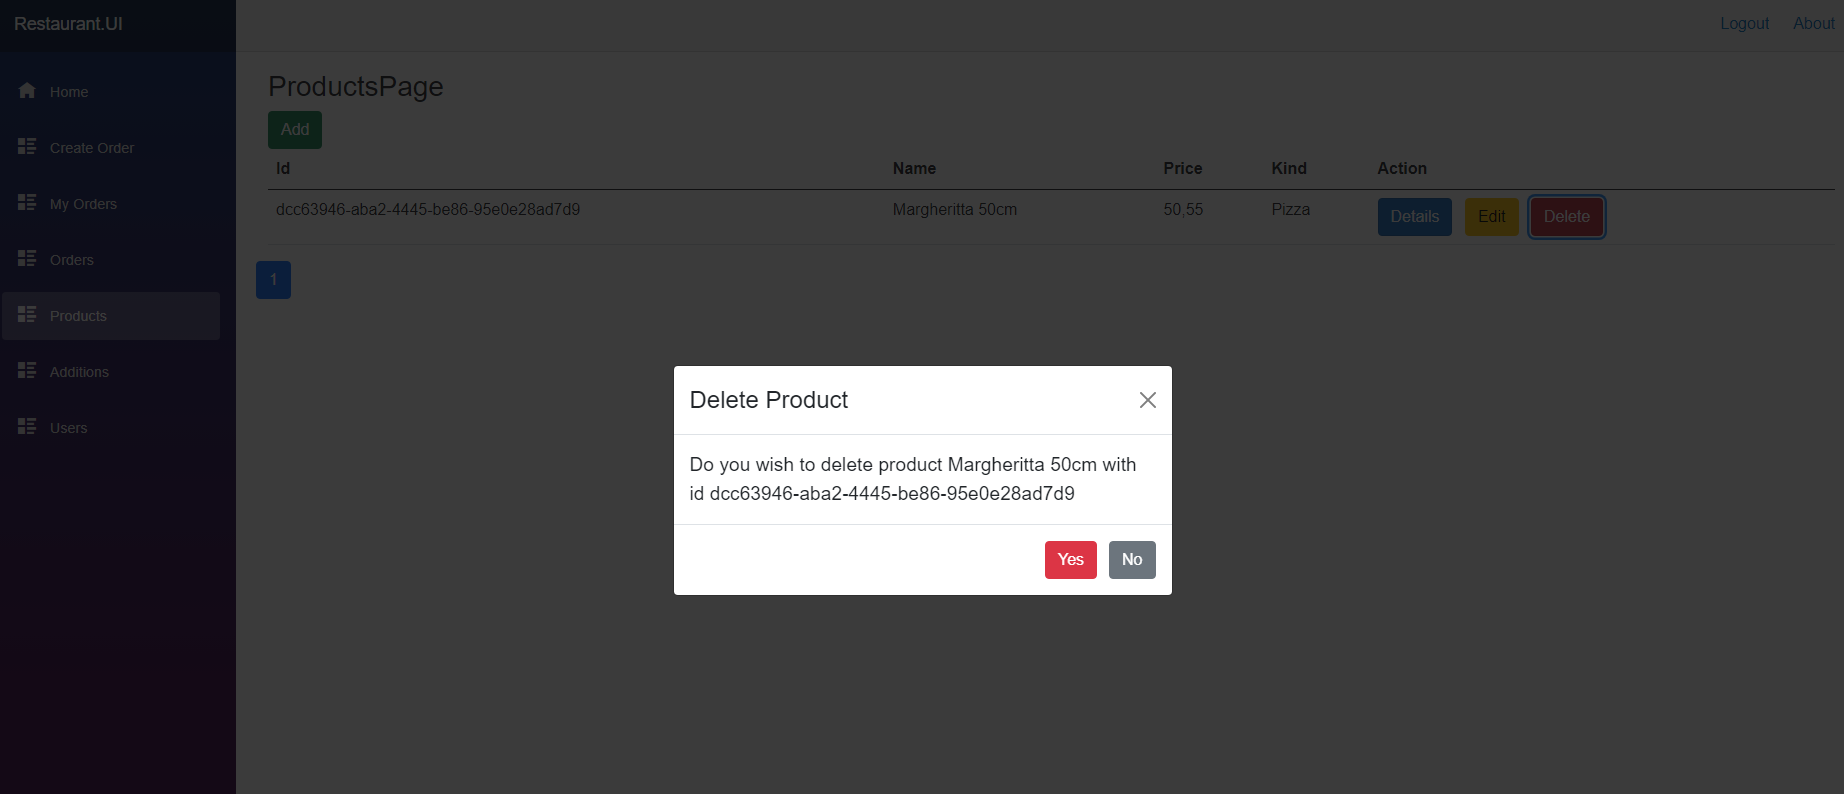 Restaurant.UI
Logout About
Home
Create Order
My Orders
Orders
Products
Additions
Users
ProductsPage
Add
Id Name Price Kind Action
dcc63946-aba2-4445-be86-95e0e28ad7d9 Margheritta 50cm 50,55 Pizza Details Edit Delete
1
Delete Product
Do you wish to delete product Margheritta 50cm with
id dcc63946-aba2-4445-be86-95e0e28ad7d9
Yes No